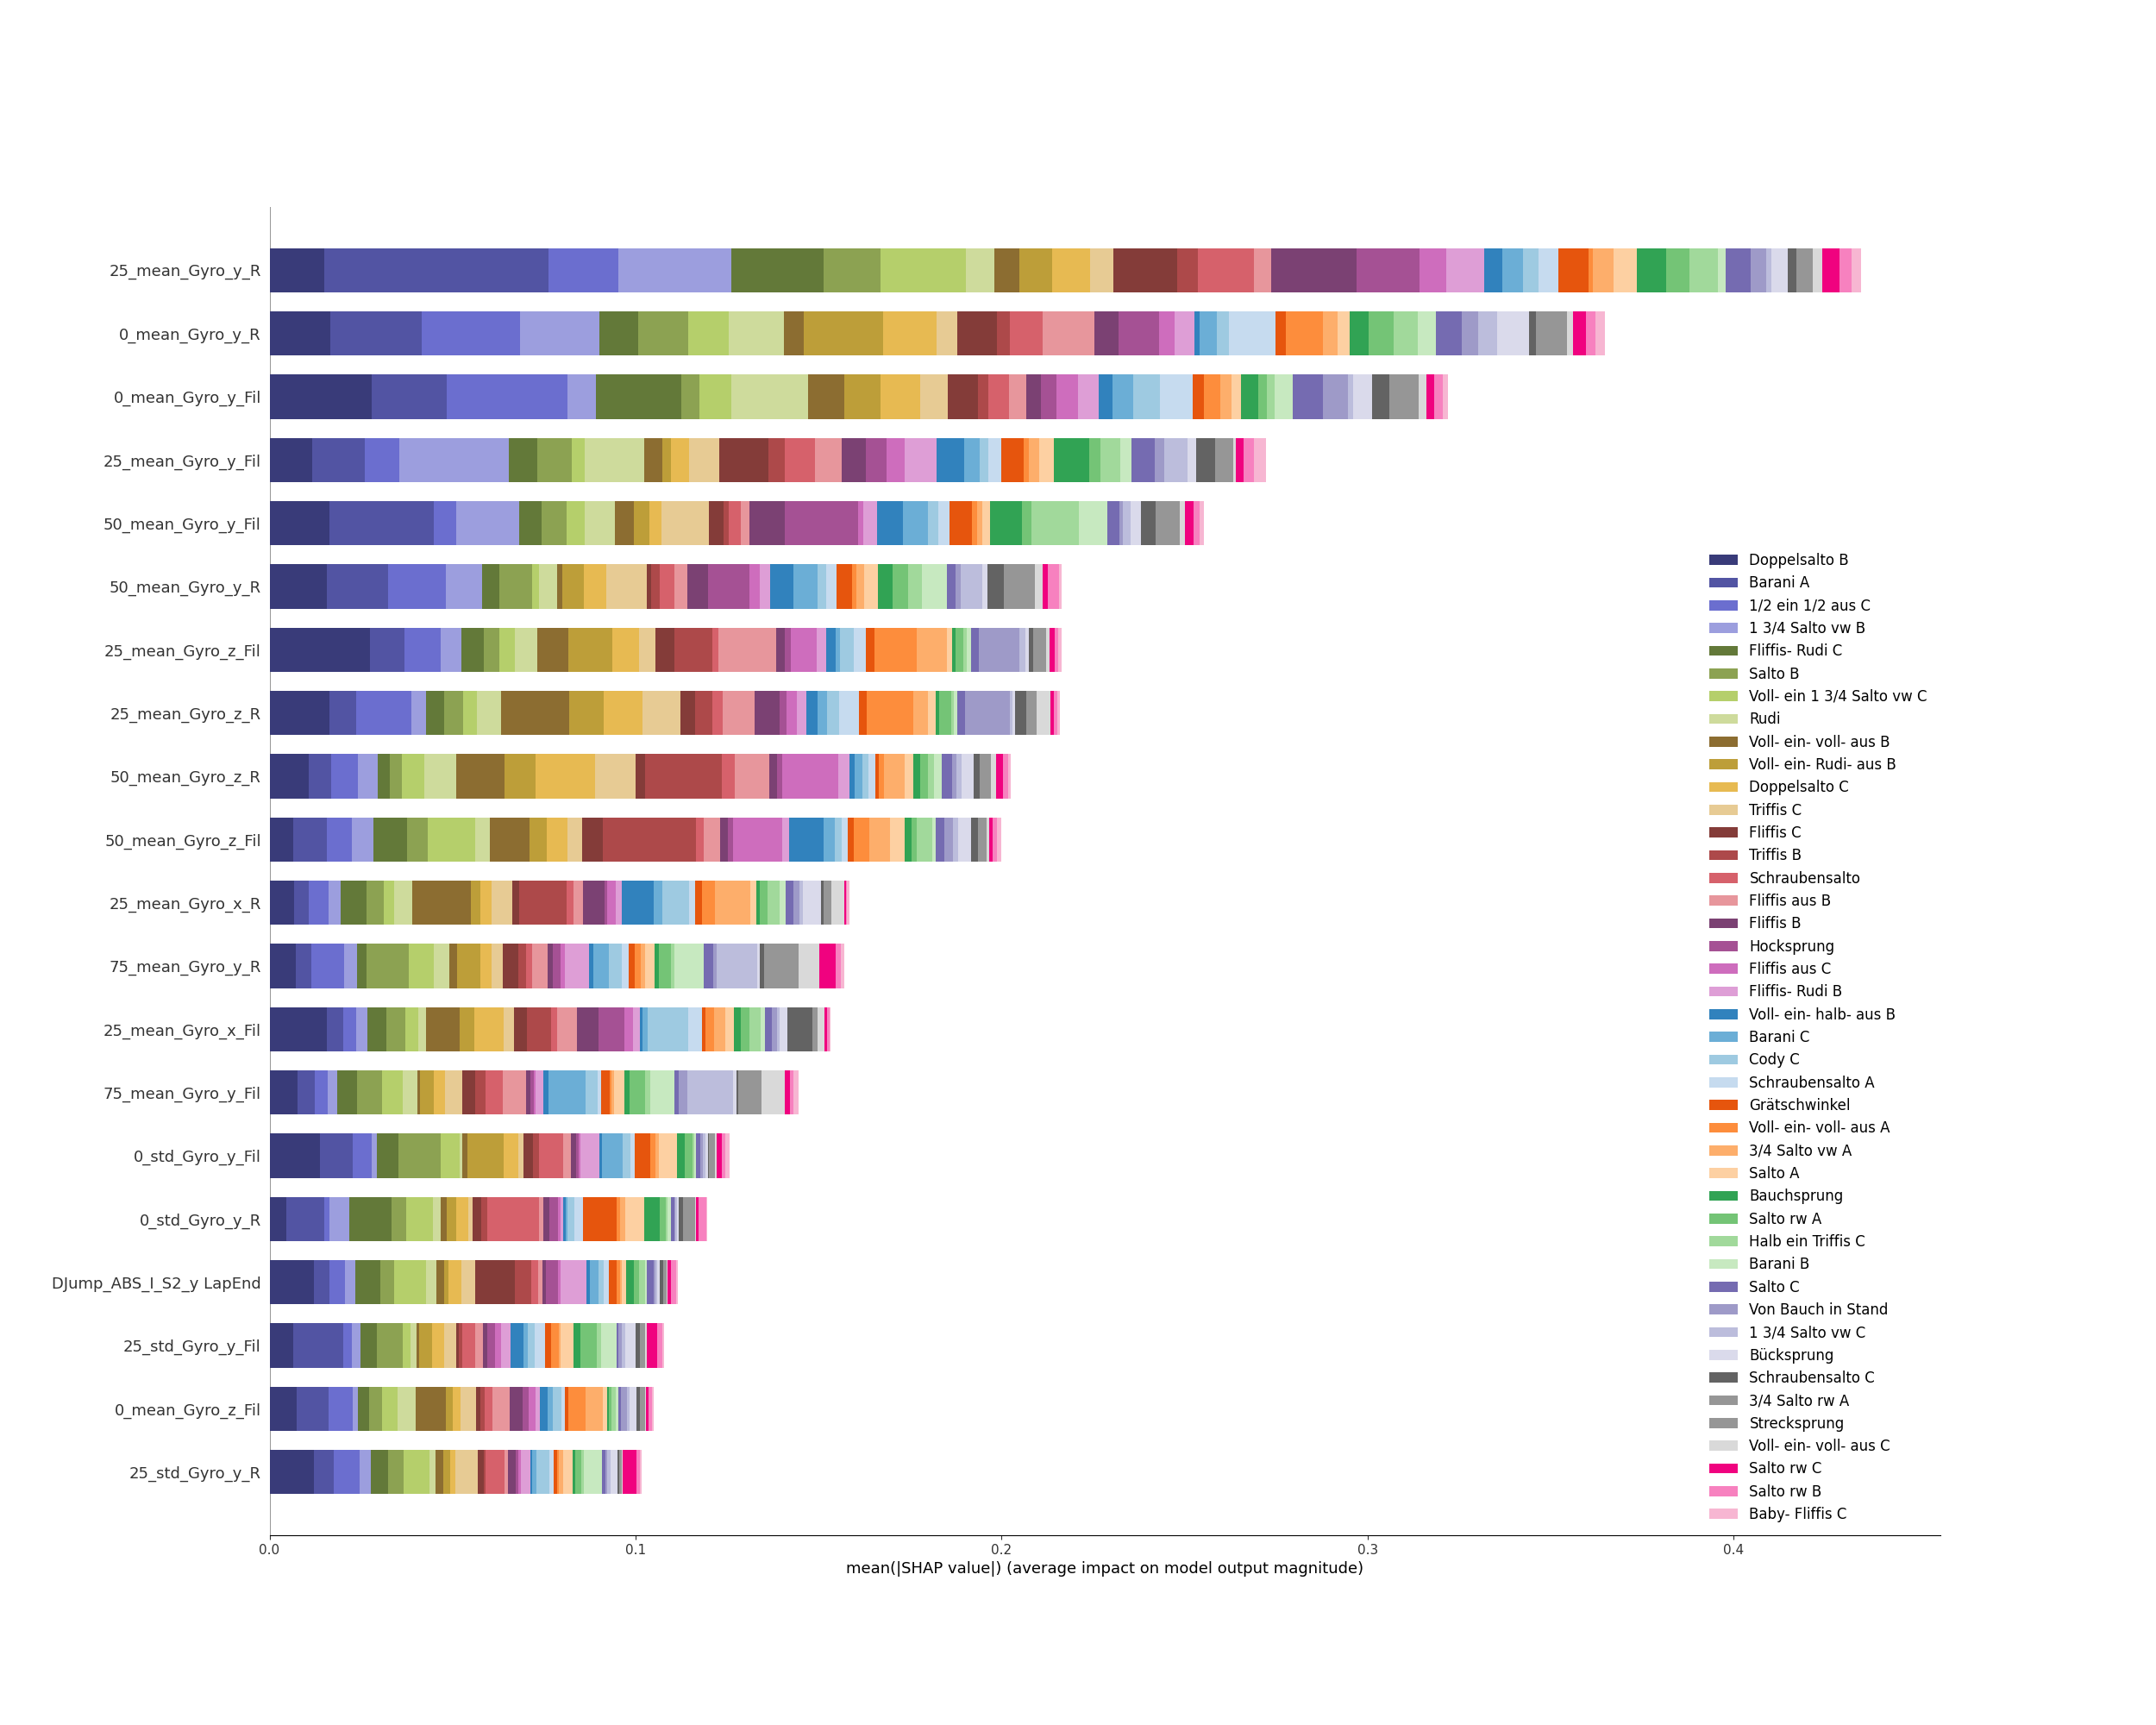 25_mean_Gyro_y_R
0_mean_Gyro_y_R
0_mean_Gyro_y_Fil
25_mean_Gyro_y_Fil
50_mean_Gyro_y_Fil
50_mean_Gyro_y_R
25_mean_Gyro_z_Fil
25_mean_Gyro_z_R
50_mean_Gyro_z_R
50_mean_Gyro_z_Fil
25_mean_Gyro_x_R
75_mean_Gyro_y_R
25_mean_Gyro_x_Fil
75_mean_Gyro_y_Fil
0_std_Gyro_y_Fil
0_std_Gyro_y_R
DJump_ABS_I_S2_y LapEnd
25_std_Gyro_y_Fil
0_mean_Gyro_z_Fil
25_std_Gyro_y_R
Doppelsalto B
Barani A
1/2 ein 1/2 aus C
1 3/4 Salto vw B
Fliffis- Rudi C
Salto B
Voll- ein 1 3/4 Salto vw C
Rudi
Voll- ein- voll- aus B
Voll- ein- Rudi- aus B
Doppelsalto C
Triffis C
Fliffis C
Triffis B
Schraubensalto
Fliffis aus B
Fliffis B
Hocksprung
Fliffis aus C
Fliffis- Rudi B
Voll- ein- halb- aus B
Barani C
Cody C
Schraubensalto A
Grätschwinkel
Voll- ein- voll- aus A
3/4 Salto vw A
Salto A
Bauchsprung
Salto rw A
Halb ein Triffis C
Barani B
Salto C
Von Bauch in Stand
1 3/4 Salto vw C
Bücksprung
Schraubensalto C
3/4 Salto rw A
Strecksprung
Voll- ein- voll- aus C
Salto rw C
Salto rw B
Baby- Fliffis C
0.0 0.1 0.2 0.3 0.4
mean(|SHAP value|) (average impact on model output magnitude)